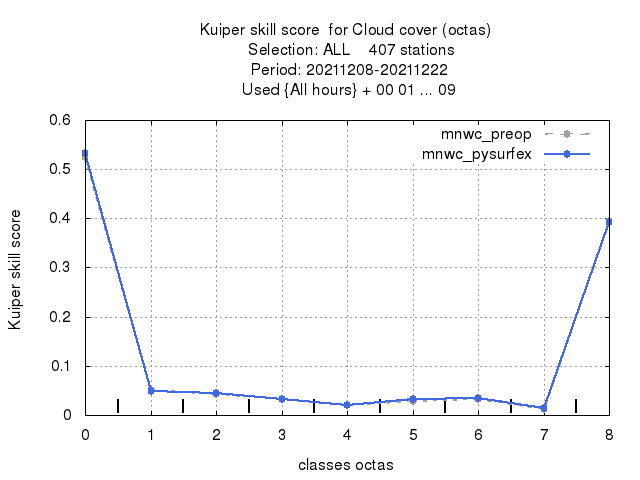 Kuiper skill score  for Cloud cover (octas)
Selection: ALL    407 stations
Period: 20211208-20211222
Used {All hours} + 00 01 ... 09
mnwc_preop
mnwc_pysurfex
0.6
0.5
0.4
0.3
0.2
0.1
0
Kuiper skill score
0 1 2 3 4 5 6 7 8
classes octas